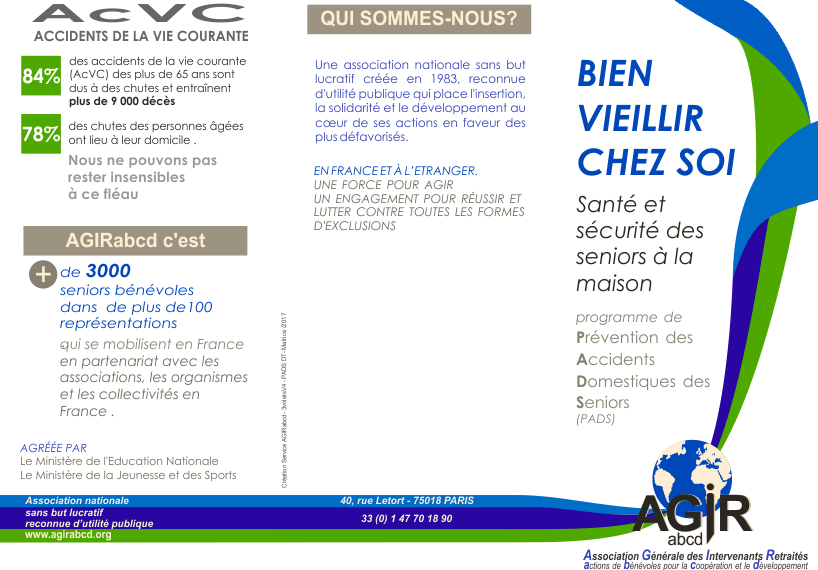 AcVC
ACCIDENTS DE LA VIE COURANTE
84%
des accidents de la vie courante
(AcVC) des plus de 65 ans sont
dus à des chutes et entraînent
plus de 9 000 décès
78%
des chutes des personnes âgées
ont lieu à leur domicile .
Nous ne pouvons pas
rester insensibles
à ce fléau
AGIRabcd c'est
+
de 3000
seniors bénévoles
dans de plus de100
représentations
qui se mobilisent en France
en partenariat avec les
associations, les organismes
et les collectivités en
France .
AGRÉÉE PAR
Le Ministère de l'Education Nationale
Le Ministère de la Jeunesse et des Sports
Association nationale
sans but lucratif
reconnue d'utilité publique
www.agirabcd.org
Création Service AGIRabcd- 3volets/V4 - PADS DT- Matrice /2017
QUI SOMMES-NOUS?
Une association nationale sans but
lucratif créée en 1983, reconnue
d'utilité publique qui place l'insertion,
la solidarité et le développement au
cœur de ses actions en faveur des
plus défavorisés.
EN FRANCE ET À L'ETRANGER.
UNE FORCE POUR AGIR
UN ENGAGEMENT POUR RÉUSSIR ET
LUTTER CONTRE TOUTES LES FORMES
D'EXCLUSIONS
40, rue Letort - 75018 PARIS
33 (0) 1 47 70 18 90
BIEN
VIEILLIR
CHEZ SOI
Santé et
sécurité des
seniors à la
maison
programme de
Prévention des
Accidents
Domestiques des
Seniors
(PADS)
AGIR
abcd
Association Générale des Intervenants Retraités
actions de bénévoles pour la coopération et le développement